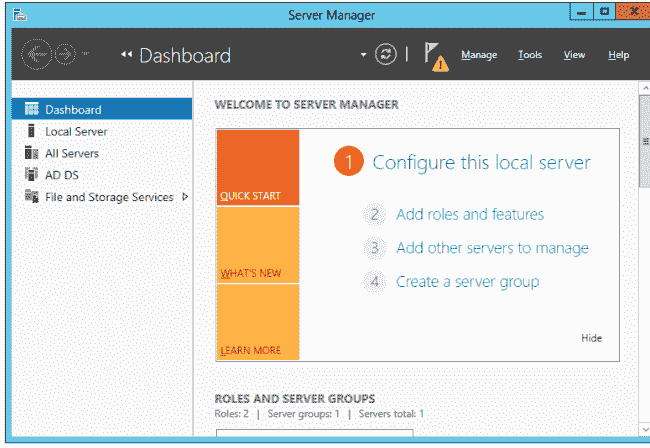 Server Manager
Dashboard
Manage Tools View Help
Dashboard
Local Server
All Servers
AD DS
File and Storage Services
WELCOME TO SERVER MANAGER
QUICK START
WHAT'S NEW
LEARN MORE
1 Configure this local server
2 Add roles and features
3 Add other servers to manage
4 Create a server group
Hide
ROLES AND SERVER GROUPS
Roles: 2 | Server groups: 1 | Servers total: 1